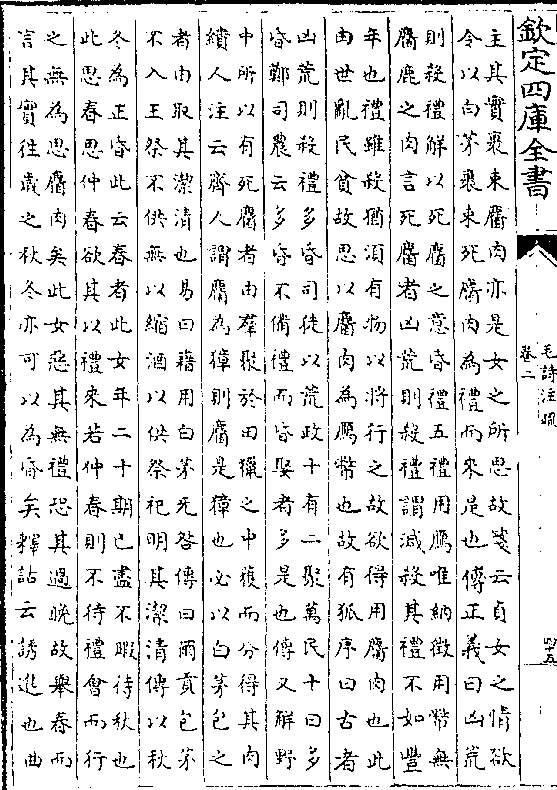 欽定四庫全書
毛詩注疏
卷二
四十五
主其實裹束麕肉亦是女之所思故箋云貞女之情欲
令以白茅裹束死麕肉為禮而來是也傳正義曰凶荒
則殺禮解以死麕之意昏禮五禮用鴈唯納徵用幣無
麕鹿之肉言死麕者凶荒則殺禮謂減殺其禮不如豐
年也禮雖殺猶須有物以將行之故欲得用麕肉也此
由世亂民貧故思以麕肉為鴈幣也故有狐序曰古者
凶荒則殺禮多昏司徒以荒政十有二聚萬民十曰多
昏鄭司農云多昏不備禮而昏娶者多是也傳又解野
中所以有死麕者由羣聚於田獵之中獲而分得其肉
繢人注云齊人謂麕為獐則麕是獐也必以白茅包之
者由取其潔清也易曰藉用白茅无咎傳曰爾貢包茅
不入王祭不供無以縮酒以供祭祀明其潔清傳以秋
冬為正昏此云春者此女年二十期已盡不暇待秋也
此思春思仲春欲其以禮來若仲春則不待禮會而行
之無為思麕肉矣此女惡其無禮恐其過晚故舉春而
言其實往歲之秋冬亦可以為昏矣釋詁云誘進也曲